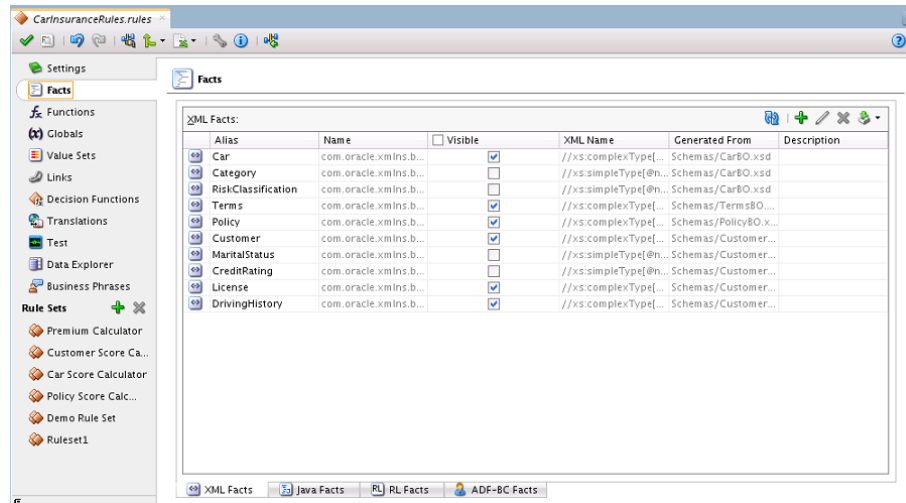 CarInsuranceRules.rules
Settings
Facts
Functions
Globals
Value Sets
Links
Decision Functions
Translations
Test
Data Explorer
Business Phrases
Rule Sets
Premium Calculator
Customer Score Ca...
Car Score Calculator
Policy Score Calc...
Demo Rule Set
Ruleset1
Facts
XML Facts:
Alias Name Visible XML Name Generated From Description
Car com.oracle.xmlns.b... //xs:complexType[... Schemas/CarBO.xsd
Category com.oracle.xmlns.b... //xs:simpleType[@n... Schemas/CarBO.xsd
RiskClassification com.oracle.xmlns.b... //xs:simpleType[@n... Schemas/CarBO.xsd
Terms com.oracle.xmlns.b... //xs:complexType[... Schemas/TermsBO....
Policy com.oracle.xmlns.b... //xs:complexType[... Schemas/PolicyBO.x...
Customer com.oracle.xmlns.b... //xs:complexType[... Schemas/Customer...
MaritalStatus com.oracle.xmlns.b... //xs:simpleType[@n... Schemas/Customer...
CreditRating com.oracle.xmlns.b... //xs:simpleType[@n... Schemas/Customer...
License com.oracle.xmlns.b... //xs:complexType[... Schemas/Customer...
DrivingHistory com.oracle.xmlns.b... //xs:complexType[... Schemas/Customer...
XML Facts Java Facts RL RL Facts ADF-BC Facts